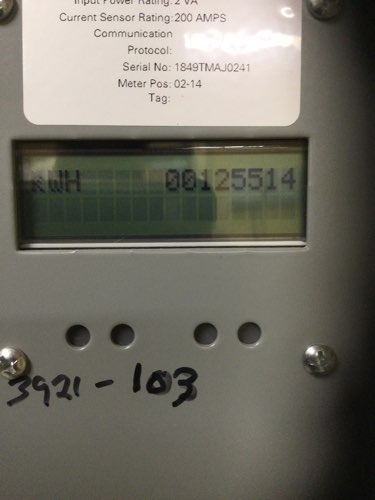 Input Power Rating: 2 VA
Current Sensor Rating: 200 AMPS
Communication
Protocol:
Serial No: 1849TMAJ0241
Meter Pos: 02-14
Tag:
KWH 00125514
3921-103